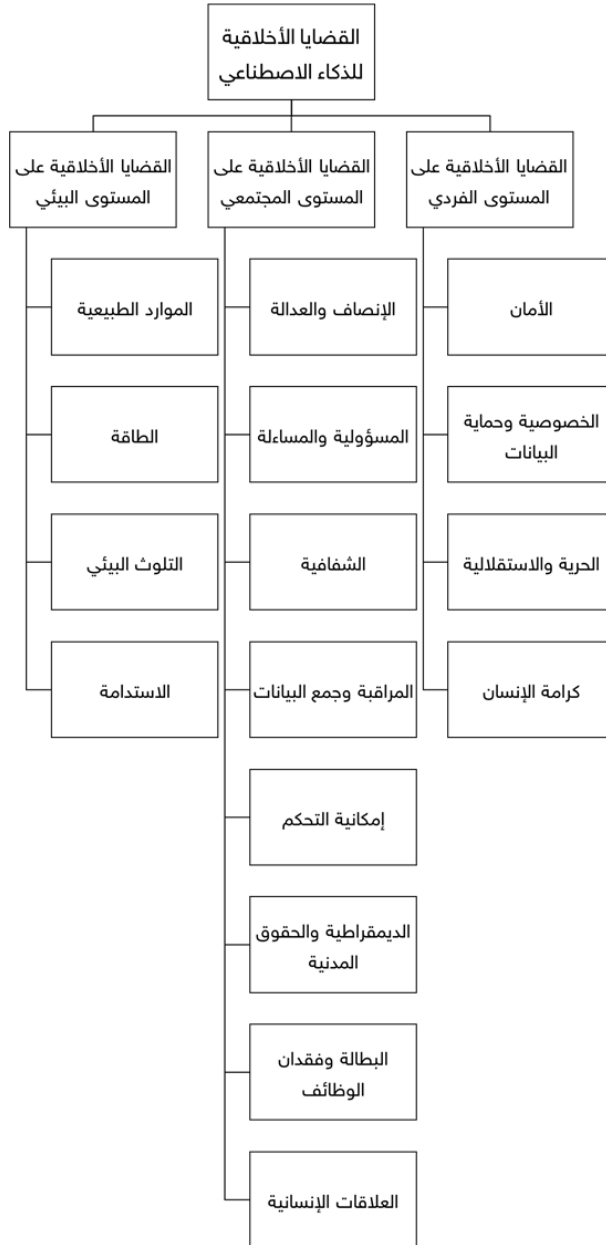 القضايا الأخلاقية
للذكاء الاصطناعي
القضايا الأخلاقية على
المستوى الفردي
الأمان
الخصوصية وحماية
البيانات
الحرية والاستقلالية
كرامة الإنسان
القضايا الأخلاقية على
المستوى المجتمعي
الإنصاف والعدالة
المسؤولية والمساءلة
الشفافية
المراقبة وجمع البيانات
إمكانية التحكم
الديمقراطية والحقوق
المدنية
البطالة وفقدان
الوظائف
العلاقات الإنسانية
القضايا الأخلاقية على
المستوى البيئي
الموارد الطبيعية
الطاقة
التلوث البيئي
الاستدامة